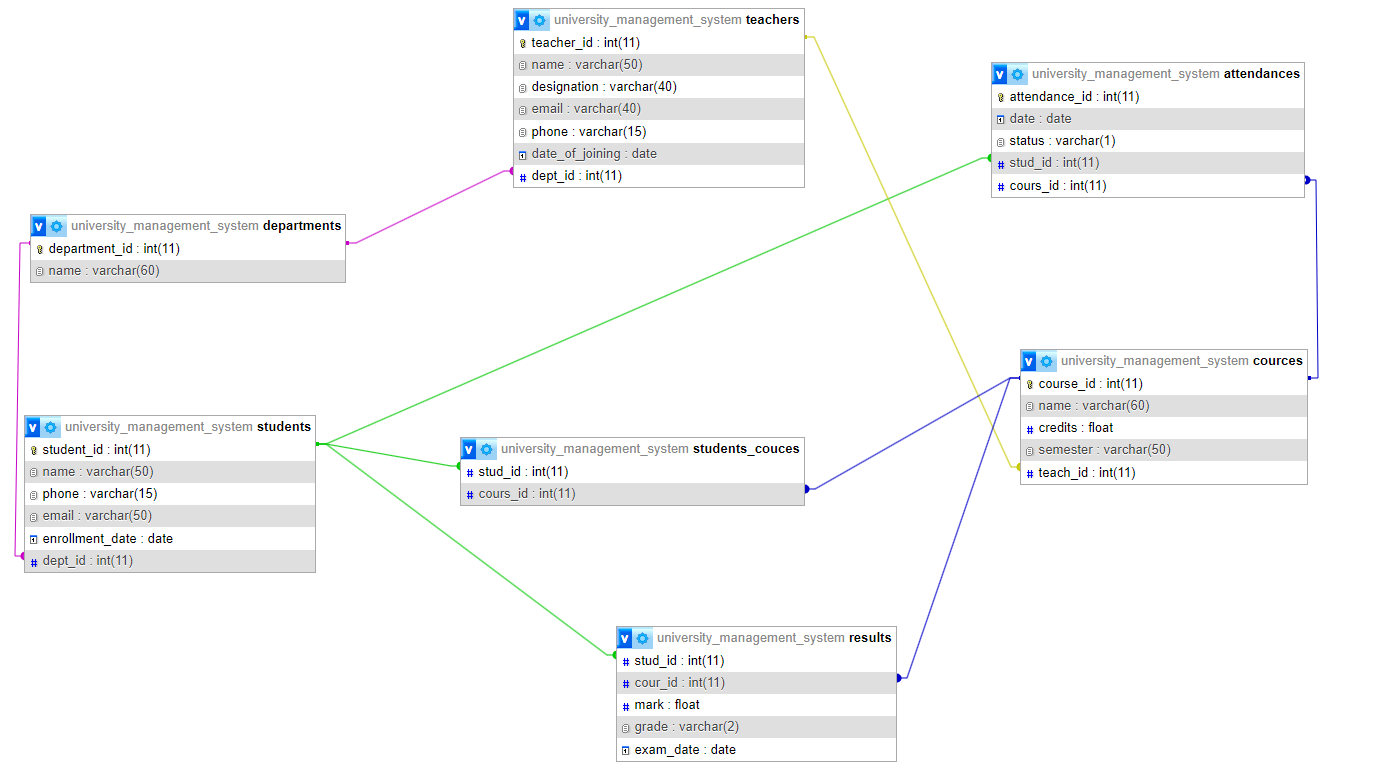 university_management_system teachers
teacher_id : int(11)
name : varchar(50)
designation : varchar(40)
email : varchar(40)
phone : varchar(15)
date_of_joining : date
dept_id : int(11)
university_management_system attendances
attendance_id : int(11)
date : date
status : varchar(1)
stud_id : int(11)
cours_id : int(11)
university_management_system departments
department_id : int(11)
name : varchar(60)
university_management_system cources
course_id : int(11)
name : varchar(60)
credits : float
semester : varchar(50)
teach_id : int(11)
university_management_system students
student_id : int(11)
name : varchar(50)
phone : varchar(15)
email : varchar(50)
enrollment_date : date
dept_id : int(11)
university_management_system students_couces
stud_id : int(11)
cours_id : int(11)
university_management_system results
stud_id : int(11)
cour_id : int(11)
mark : float
grade : varchar(2)
exam_date : date